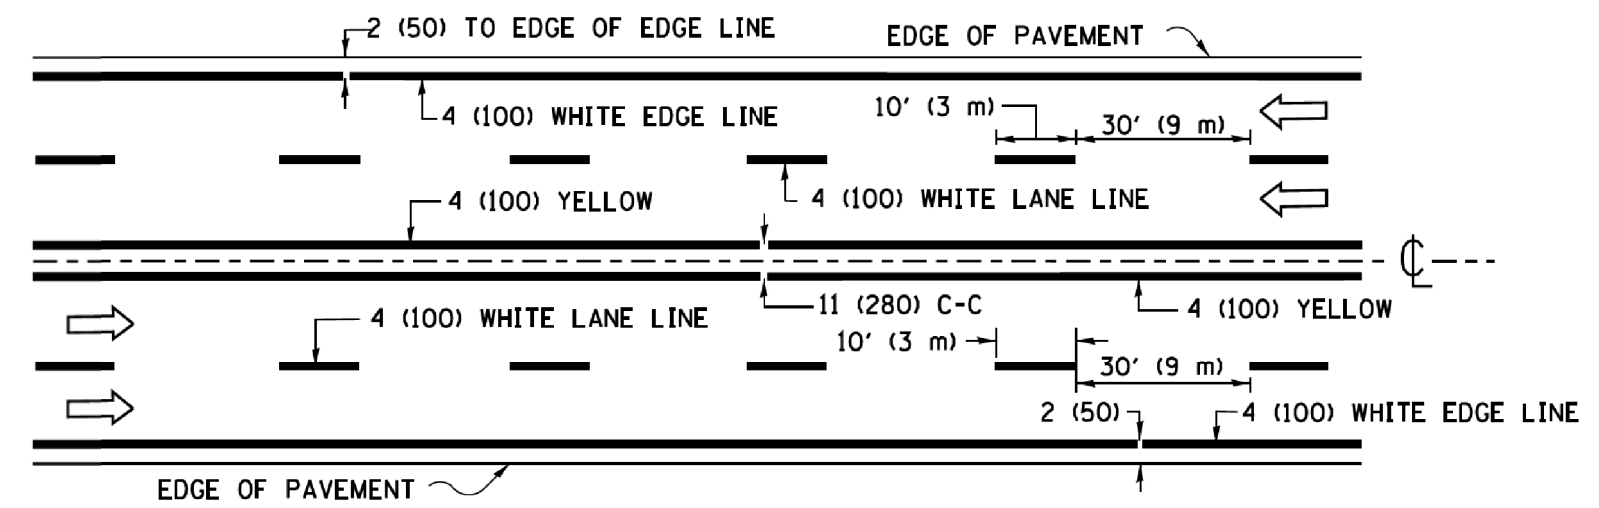 2 (50) TO EDGE OF EDGE LINE
EDGE OF PAVEMENT
4 (100) WHITE EDGE LINE
10' (3 m)
30' (9 m)
4 (100) YELLOW
4 (100) WHITE LANE LINE
℄
11 (280) C-C
4 (100) YELLOW
4 (100) WHITE LANE LINE
10' (3 m)
30' (9 m)
2 (50)
4 (100) WHITE EDGE LINE
EDGE OF PAVEMENT